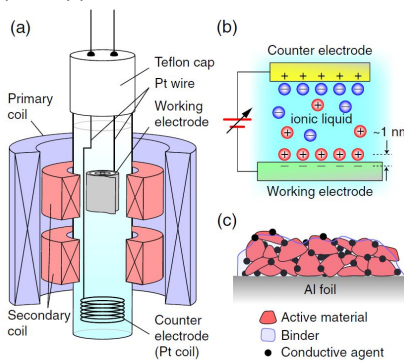 (a)
Teflon cap
Pt wire
Working
electrode
Primary
coil
Secondary
coil
Counter
electrode
(Pt coil)
(b)
Counter electrode
+ + + + +
ionic liquid
~1 nm
Working electrode
(c)
Al foil
Active material
Binder
Conductive agent